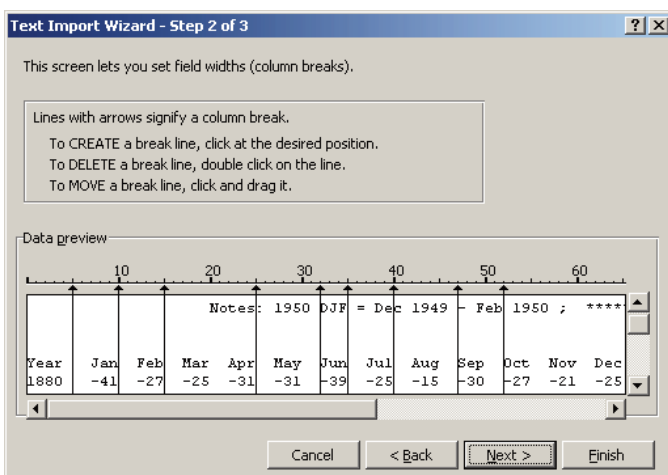 Text Import Wizard - Step 2 of 3
This screen lets you set field widths (column breaks).
Lines with arrows signify a column break.
To CREATE a break line, click at the desired position.
To DELETE a break line, double click on the line.
To MOVE a break line, click and drag it.
Data preview
10 20 30 40 50 60
Notes: 1950 DJF = Dec 1949 - Feb 1950 ; ****
Year Jan Feb Mar Apr May Jun Jul Aug Sep Oct Nov Dec
1880 -41 -27 -25 -31 -31 -39 -25 -15 -30 -27 -21 -25
Cancel < Back Next > Finish